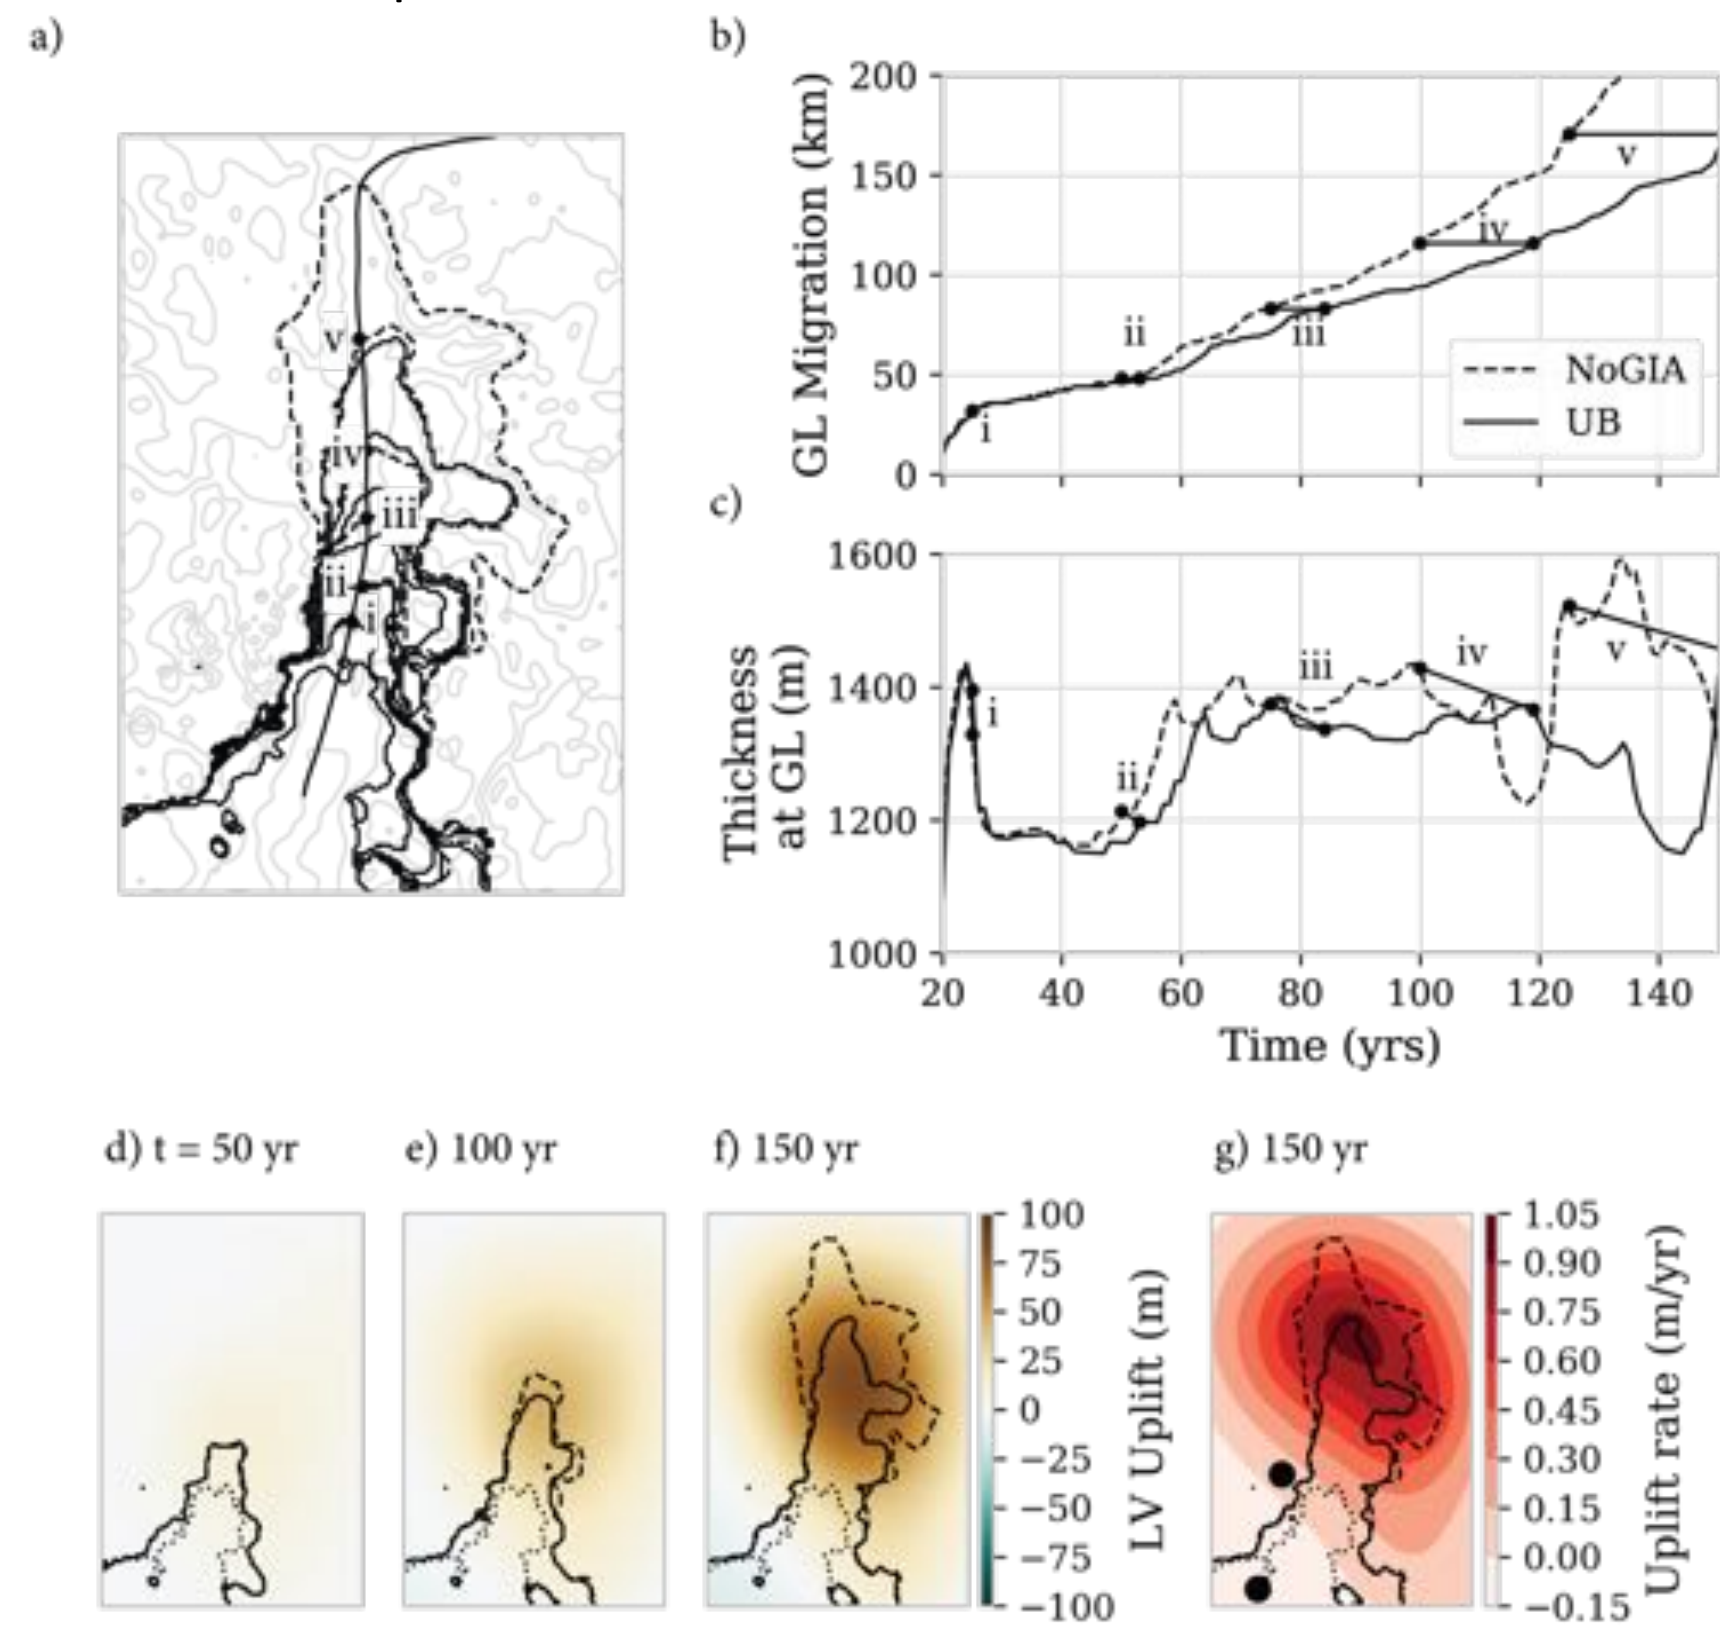 a)
v
iv
iii
ii
i
b)
GL Migration (km)
200
150
100
50
0
i
ii
iii
iv
v
NoGIA
UB
c)
Thickness
at GL (m)
1600
1400
1200
1000
i
ii
iii
iv
v
20 40 60 80 100 120 140
Time (yrs)
d) t = 50 yr
e) 100 yr
f) 150 yr
100
75
50
25
0
−25
−50
−75
−100
LV Uplift (m)
g) 150 yr
1.05
0.90
0.75
0.60
0.45
0.30
0.15
0.00
−0.15
Uplift rate (m/yr)